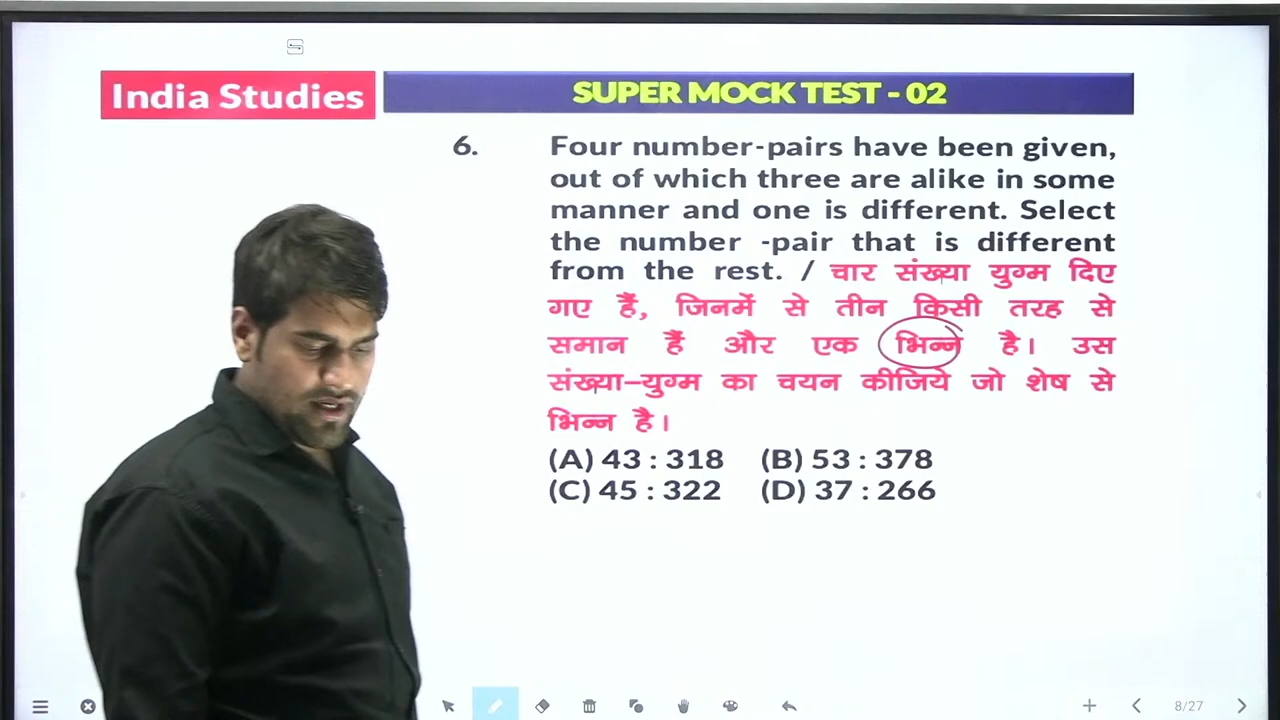 India Studies
SUPER MOCK TEST - 02
6. Four number-pairs have been given,
out of which three are alike in some
manner and one is different. Select
the number -pair that is different
from the rest. / चार संख्या युग्म दिए
गए हैं, जिनमें से तीन किसी तरह से
समान हैं और एक भिन्न है। उस
संख्या–युग्म का चयन कीजिये जो शेष से
भिन्न है।
(A) 43 : 318 (B) 53 : 378
(C) 45 : 322 (D) 37 : 266
8/27